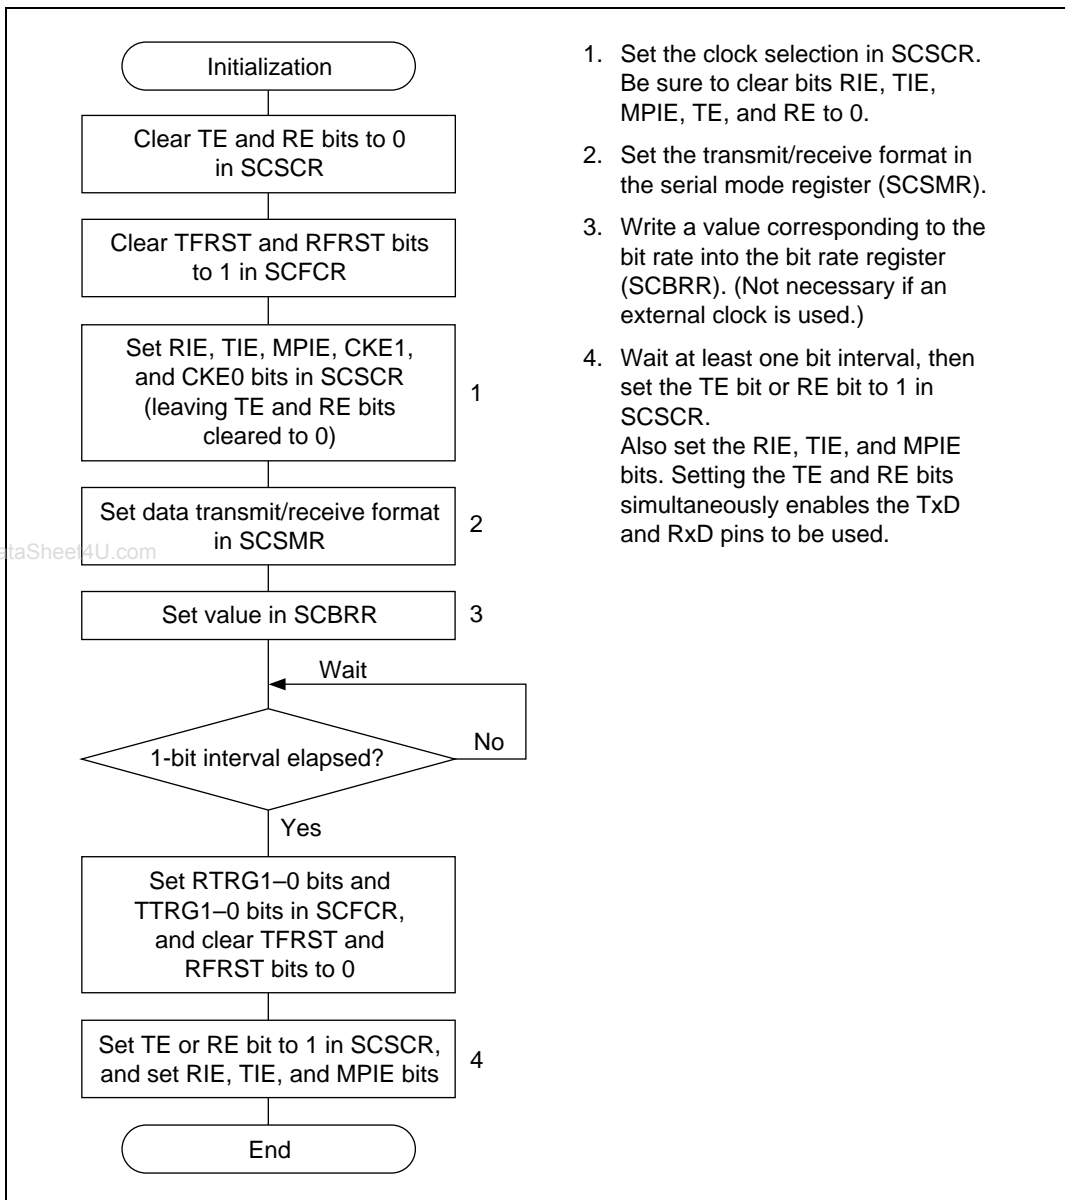 Initialization
Clear TE and RE bits to 0
in SCSCR
Clear TFRST and RFRST bits
to 1 in SCFCR
Set RIE, TIE, MPIE, CKE1,
and CKE0 bits in SCSCR
(leaving TE and RE bits
cleared to 0)
1
Set data transmit/receive format
in SCSMR
2
Set value in SCBRR
3
Wait
1-bit interval elapsed?
No
Yes
Set RTRG1–0 bits and
TTRG1–0 bits in SCFCR,
and clear TFRST and
RFRST bits to 0
Set TE or RE bit to 1 in SCSCR,
and set RIE, TIE, and MPIE bits
4
End
1. Set the clock selection in SCSCR.
Be sure to clear bits RIE, TIE,
MPIE, TE, and RE to 0.
2. Set the transmit/receive format in
the serial mode register (SCSMR).
3. Write a value corresponding to the
bit rate into the bit rate register
(SCBRR). (Not necessary if an
external clock is used.)
4. Wait at least one bit interval, then
set the TE bit or RE bit to 1 in
SCSCR.
Also set the RIE, TIE, and MPIE
bits. Setting the TE and RE bits
simultaneously enables the TxD
and RxD pins to be used.
ataSheet4U.com